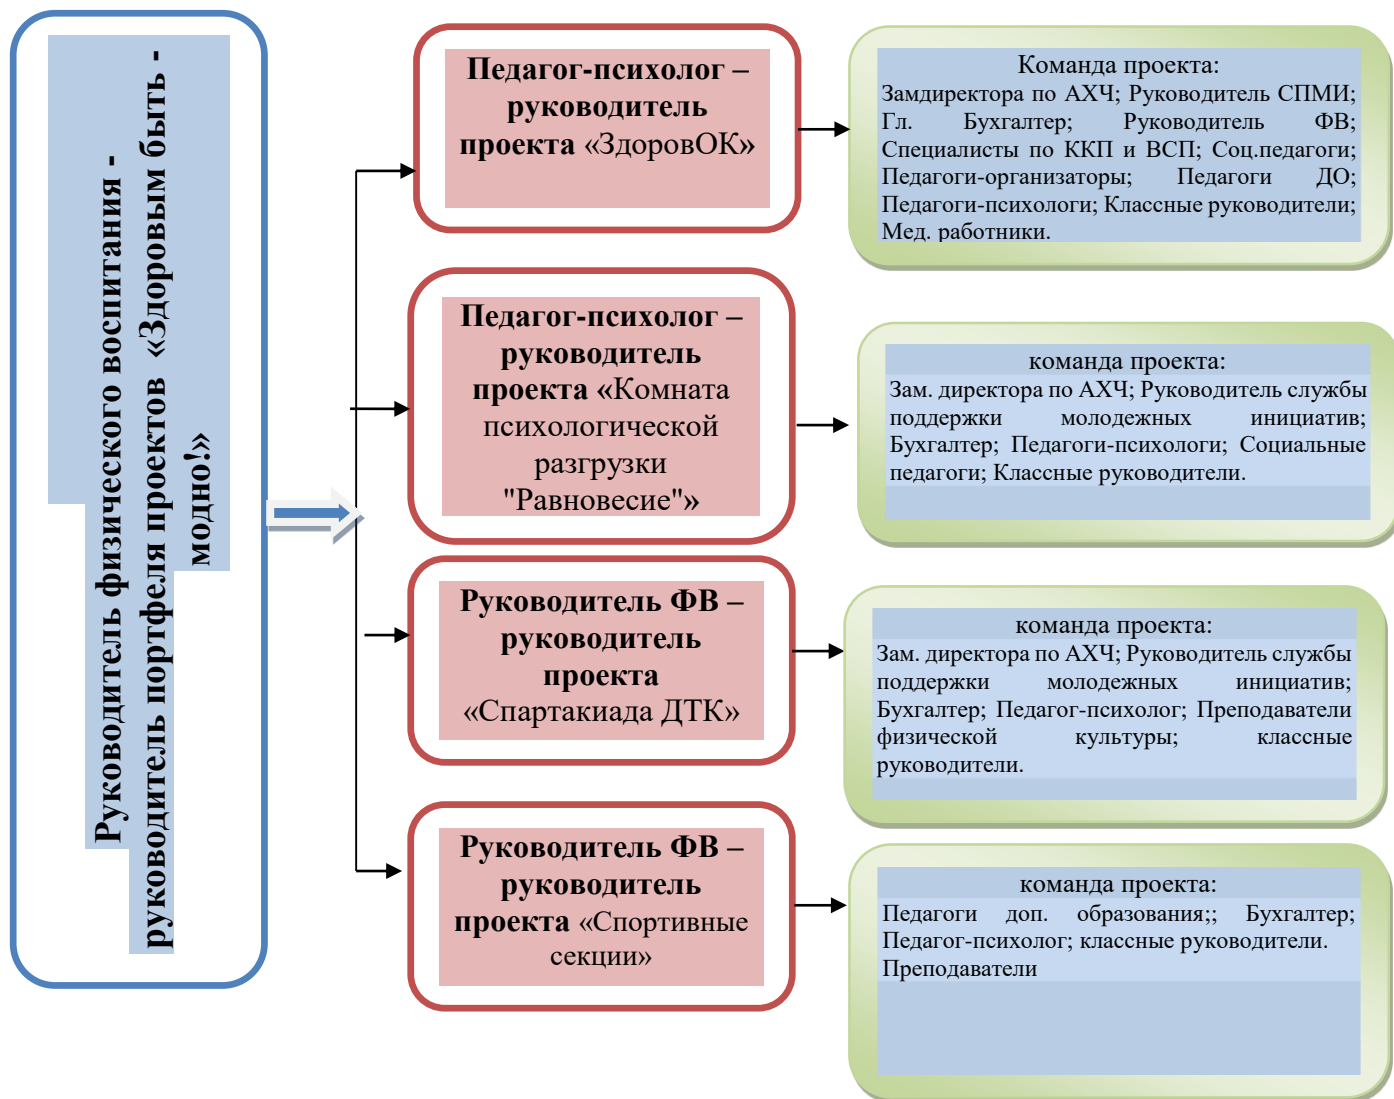 Руководитель физического воспитания -
руководитель портфеля проектов «Здоровым быть -
модно!»
Педагог-психолог –
руководитель
проекта «ЗдоровОК»
Команда проекта:
Замдиректора по АХЧ; Руководитель СПМИ;
Гл. Бухгалтер; Руководитель ФВ;
Специалисты по ККП и ВСП; Соц.педагоги;
Педагоги-организаторы; Педагоги ДО;
Педагоги-психологи; Классные руководители;
Мед. работники.
Педагог-психолог –
руководитель
проекта «Комната
психологической
разгрузки
"Равновесие"»
команда проекта:
Зам. директора по АХЧ; Руководитель службы
поддержки молодежных инициатив;
Бухгалтер; Педагоги-психологи; Социальные
педагоги; Классные руководители.
Руководитель ФВ –
руководитель
проекта
«Спартакиада ДТК»
команда проекта:
Зам. директора по АХЧ; Руководитель службы
поддержки молодежных инициатив;
Бухгалтер; Педагог-психолог; Преподаватели
физической культуры; классные
руководители.
Руководитель ФВ –
руководитель
проекта «Спортивные
секции»
команда проекта:
Педагоги доп. образования;; Бухгалтер;
Педагог-психолог; классные руководители.
Преподаватели